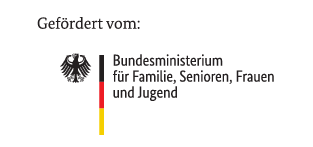 Gefördert vom:
Bundesministerium
für Familie, Senioren, Frauen
und Jugend